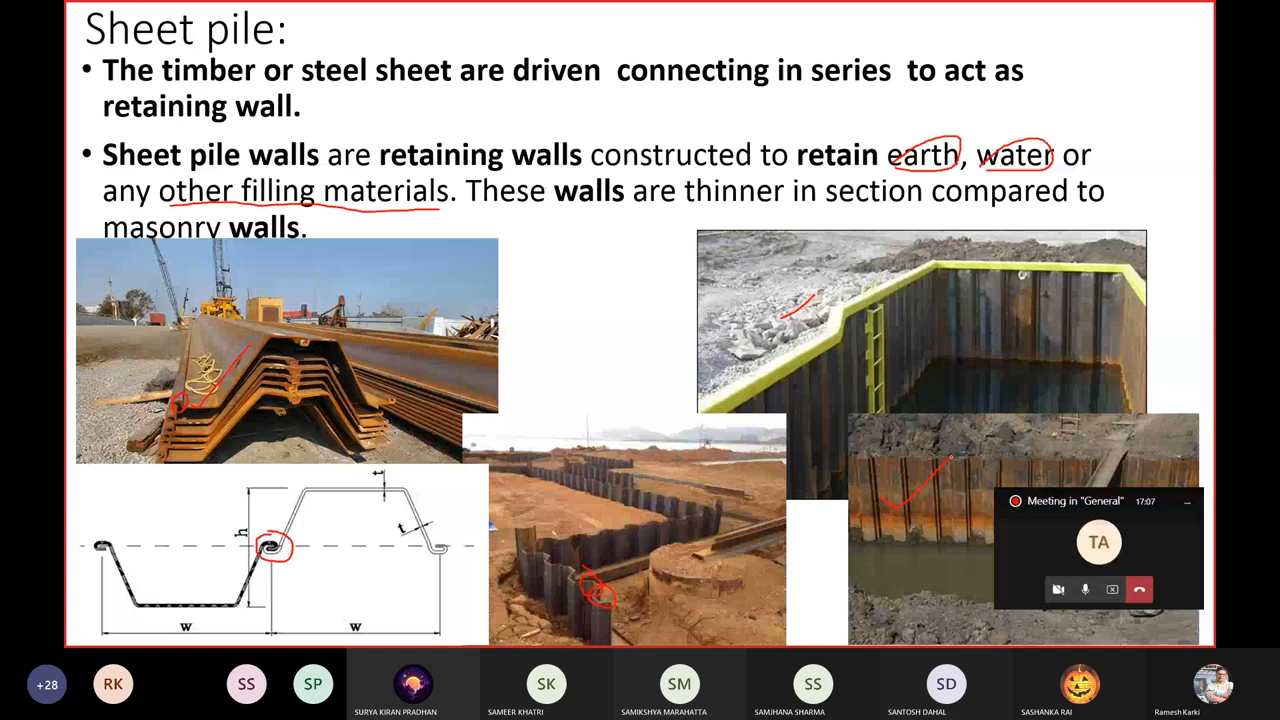 Sheet pile:
• The timber or steel sheet are driven connecting in series to act as
retaining wall.
• Sheet pile walls are retaining walls constructed to retain earth, water or
any other filling materials. These walls are thinner in section compared to
masonry walls.
t
h
t
w
w
Meeting in "General"
17:07
TA
+28
RK
SS
SP
SK
SM
SS
SD
SURYA KIRAN PRADHAN
SAMEER KHATRI
SAMIKSHYA MARAHATTA
SAMJHANA SHARMA
SANTOSH DAHAL
SASHANKA RAI
Ramesh Karki